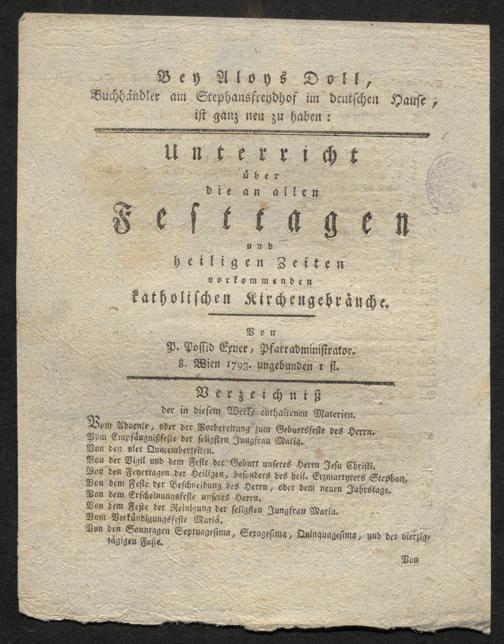 Bey Aloys Doll,
Buchhändler am Stephansfreydhof im deutschen Hause,
ist ganz neu zu haben:
Unterricht
über
die an allen
Festtagen
und
heiligen Zeiten
vorkommenden
katholischen Kirchengebräuche.
Von
P. Possid Exner, Pfarradministrator.
8. Wien 1793. ungebunden 1 fl.
Verzeichniß
der in diesem Werke enthaltenen Materien.
Vom Advente, oder der Vorbereitung zum Geburtsfeste des Herrn.
Vom Empfängnißfeste der seligsten Jungfrau Maria.
Von den vier Quatemberzeiten.
Von der Vigil und dem Feste der Geburt unseres Herrn Jesu Christi.
Von den Feyertagen der Heiligen, besonders des heil. Erzmartyrers Stephan.
Von dem Feste der Beschneidung des Herrn, oder dem neuen Jahrstage.
Von dem Erscheinungsfeste unseres Herrn.
Von dem Feste der Reinigung der seligsten Jungfrau Maria.
Vom Verkündigungsfeste Mariä.
Von den Sonntagen Septuagesima, Sexagesima, Quinquagesima, und der vierzig-
tägigen Faste.
Von